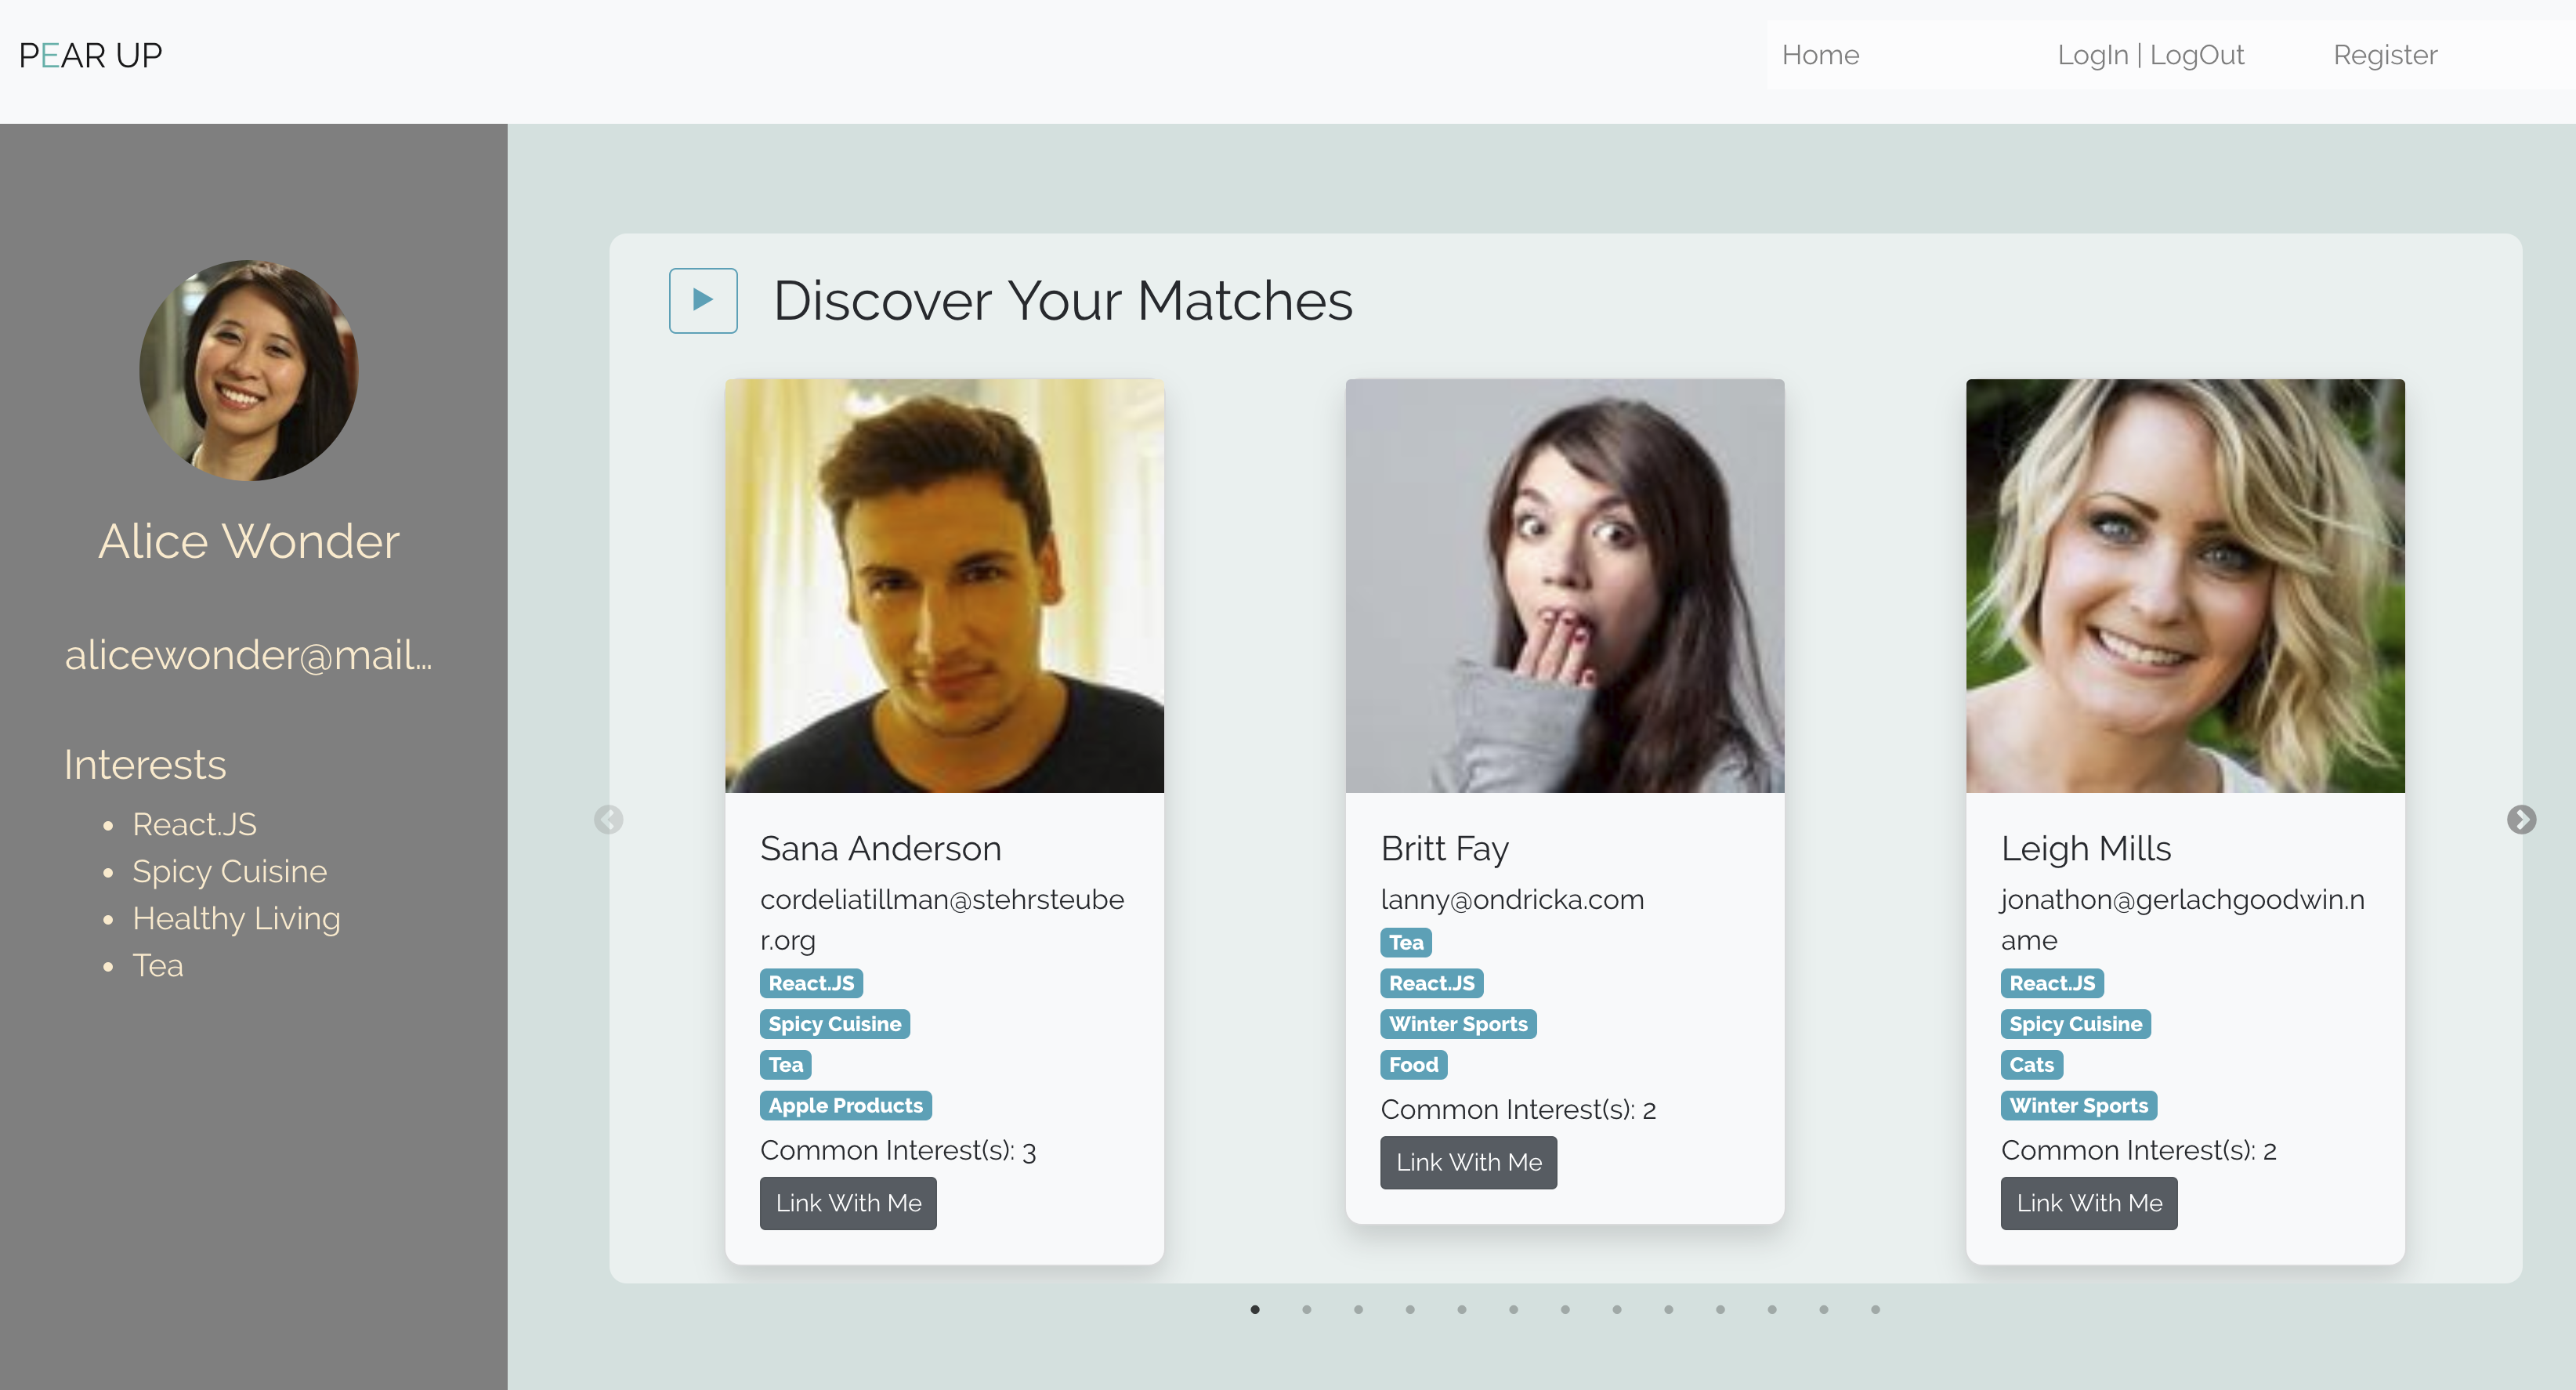 PEAR UP
Home
LogIn | LogOut
Register
Alice Wonder
alicewonder@mail...
Interests
React.JS
Spicy Cuisine
Healthy Living
Tea
Discover Your Matches
Sana Anderson
cordeliatillman@stehrsteube
r.org
React.JS
Spicy Cuisine
Tea
Apple Products
Common Interest(s): 3
Link With Me
Britt Fay
lanny@ondricka.com
Tea
React.JS
Winter Sports
Food
Common Interest(s): 2
Link With Me
Leigh Mills
jonathon@gerlachgoodwin.n
ame
React.JS
Spicy Cuisine
Cats
Winter Sports
Common Interest(s): 2
Link With Me